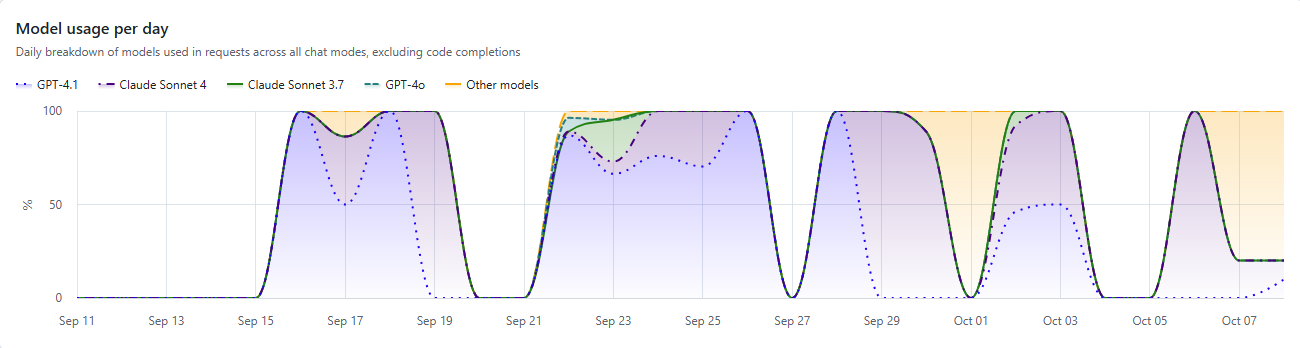 Model usage per day
Daily breakdown of models used in requests across all chat modes, excluding code completions
GPT-4.1 Claude Sonnet 4 Claude Sonnet 3.7 GPT-4o Other models
100
50
0
%
Sep 11 Sep 13 Sep 15 Sep 17 Sep 19 Sep 21 Sep 23 Sep 25 Sep 27 Sep 29 Oct 01 Oct 03 Oct 05 Oct 07